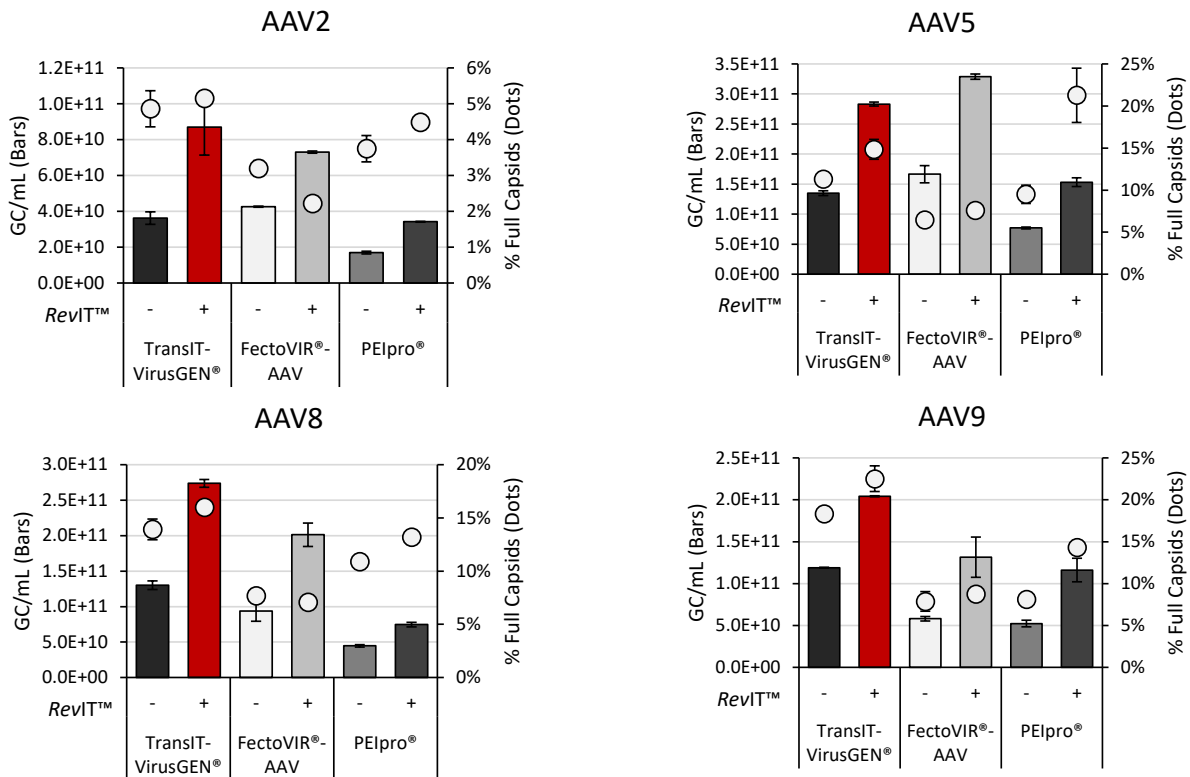 AAV2
GC/mL (Bars)
1.2E+11
1.0E+11
8.0E+10
6.0E+10
4.0E+10
2.0E+10
0.0E+00
6%
5%
4%
3%
2%
1%
0%
% Full Capsids (Dots)
RevIT™ - + - + - +
TransIT- FectoVIR®- PEIpro®
VirusGEN® AAV
AAV5
GC/mL (Bars)
3.5E+11
3.0E+11
2.5E+11
2.0E+11
1.5E+11
1.0E+11
5.0E+10
0.0E+00
25%
20%
15%
10%
5%
0%
% Full Capsids (Dots)
RevIT™ - + - + - +
TransIT- FectoVIR®- PEIpro®
VirusGEN® AAV
AAV8
GC/mL (Bars)
3.0E+11
2.5E+11
2.0E+11
1.5E+11
1.0E+11
5.0E+10
0.0E+00
20%
15%
10%
5%
0%
% Full Capsids (Dots)
RevIT™ - + - + - +
TransIT- FectoVIR®- PEIpro®
VirusGEN® AAV
AAV9
GC/mL (Bars)
2.5E+11
2.0E+11
1.5E+11
1.0E+11
5.0E+10
0.0E+00
25%
20%
15%
10%
5%
0%
% Full Capsids (Dots)
RevIT™ - + - + - +
TransIT- FectoVIR®- PEIpro®
VirusGEN® AAV